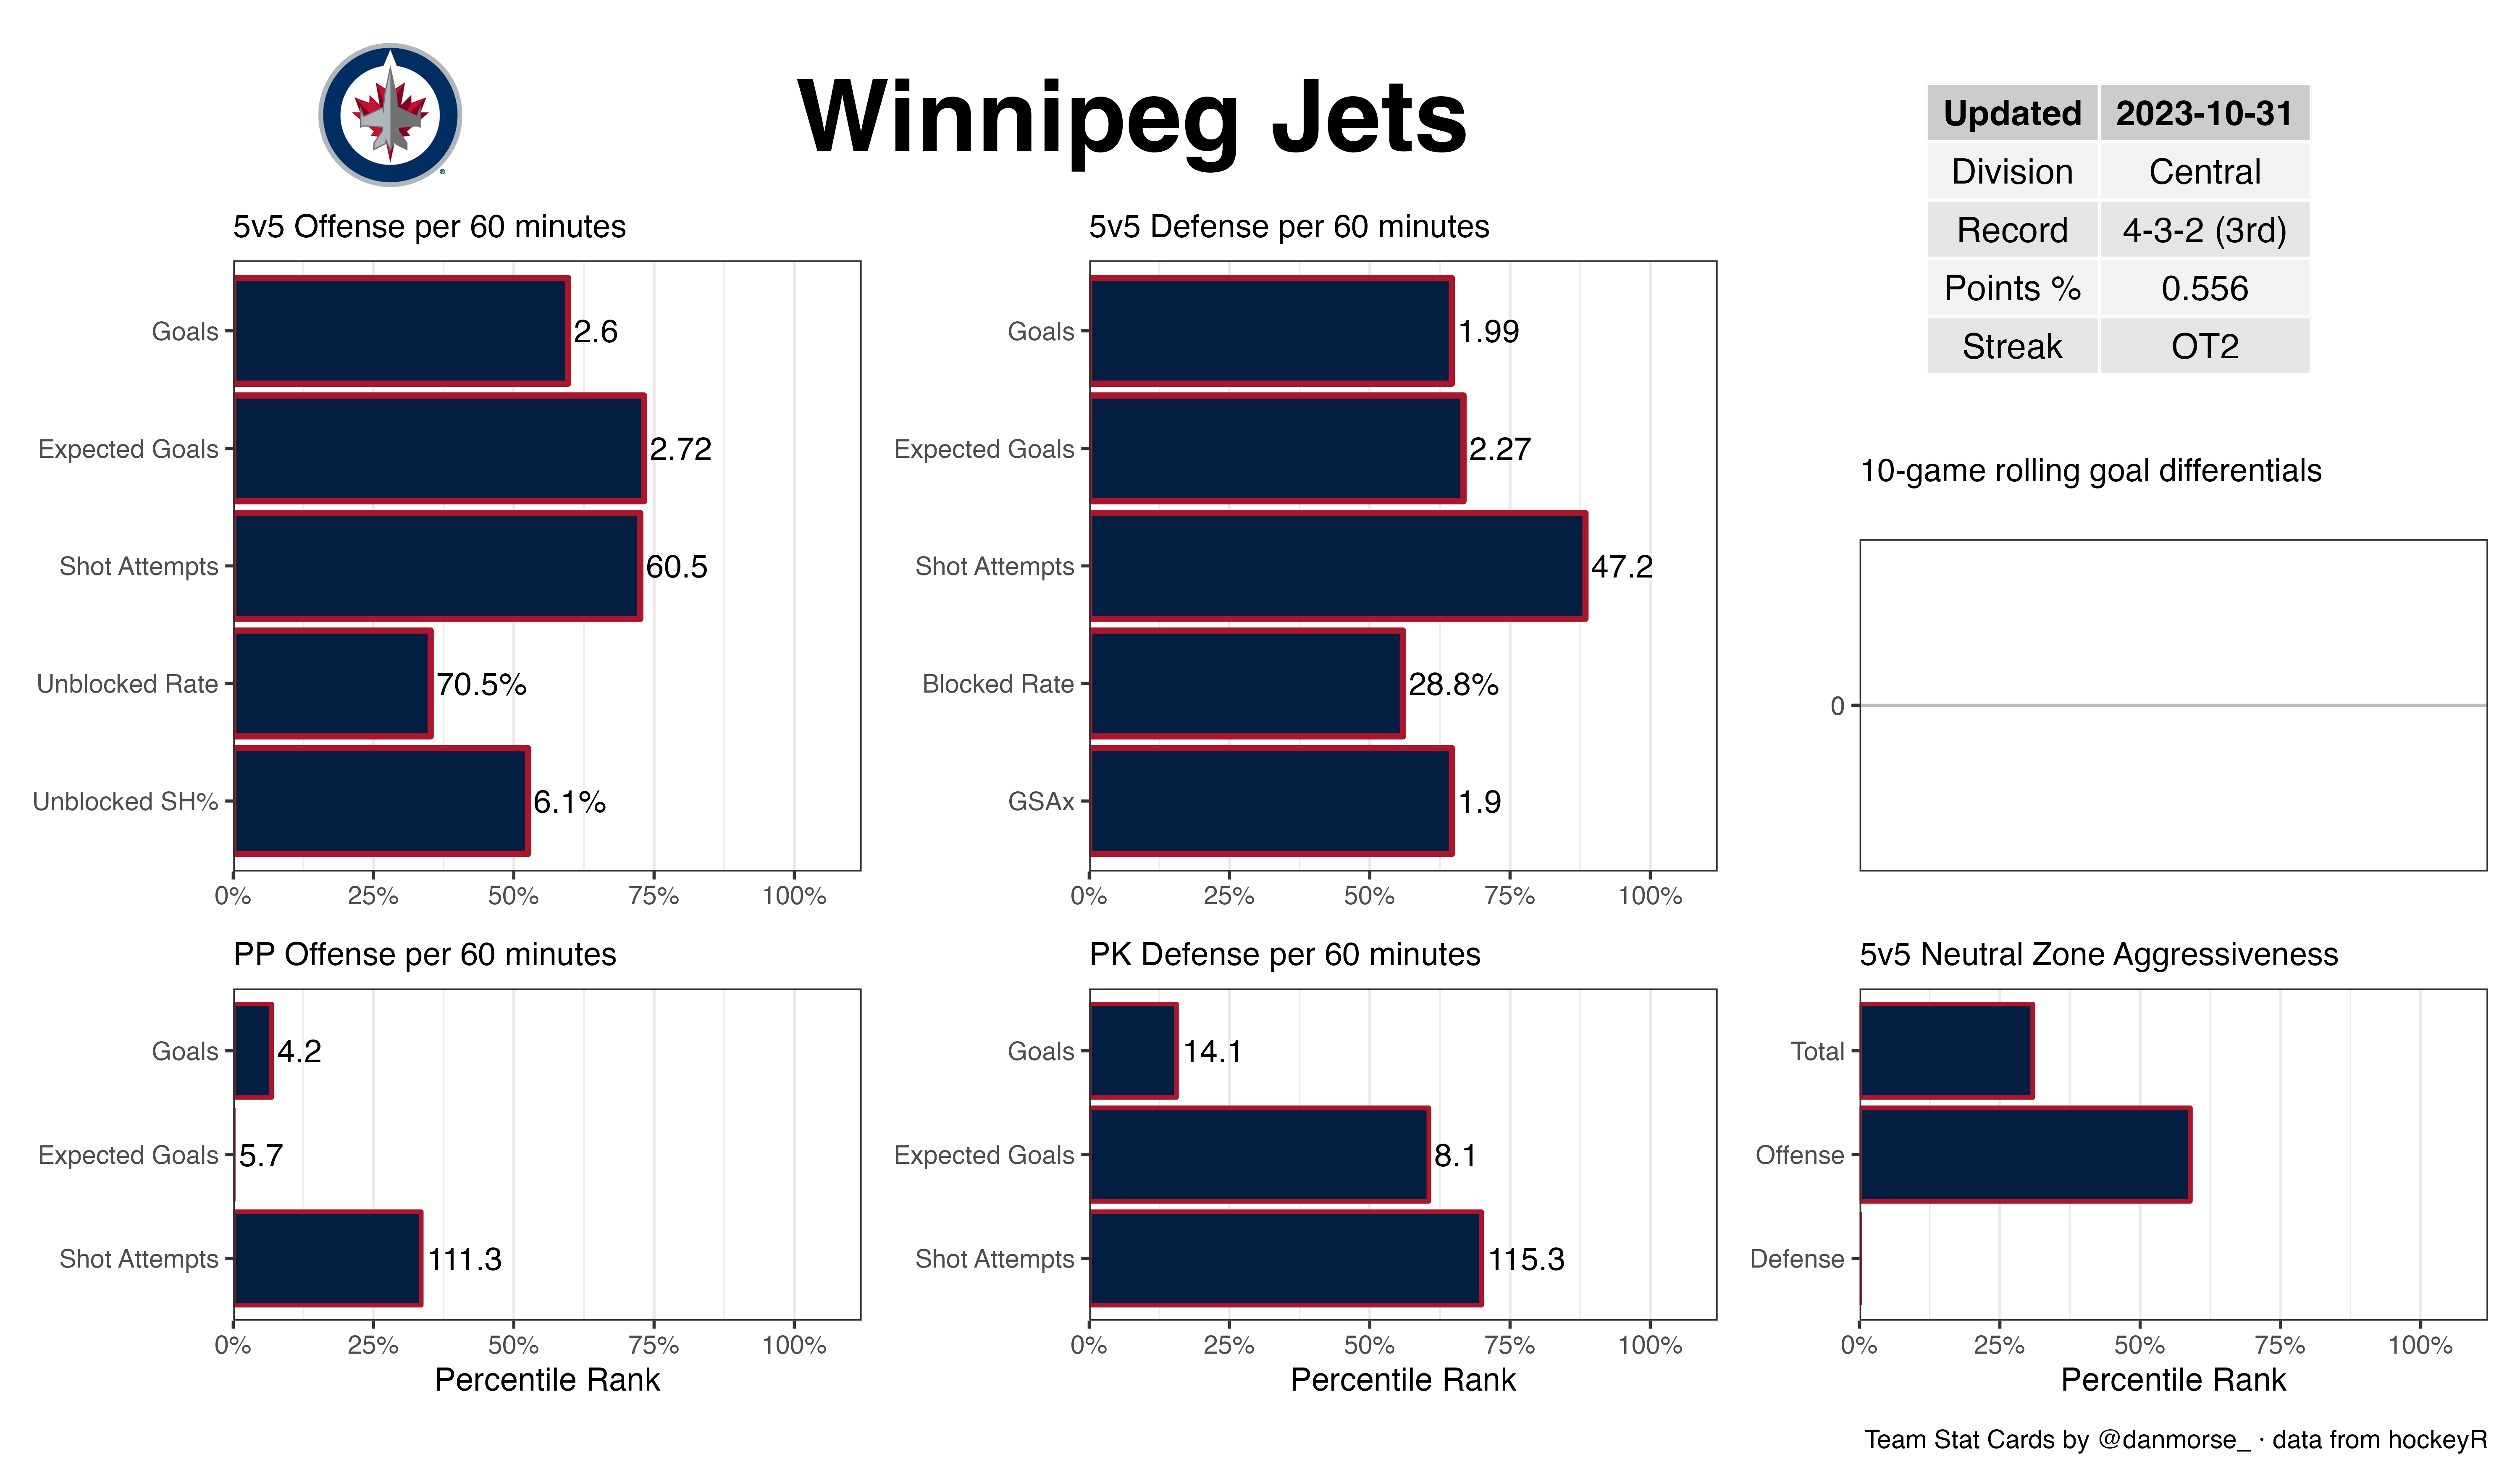 Winnipeg Jets
®
Updated 2023-10-31
Division Central
Record 4-3-2 (3rd)
Points % 0.556
Streak OT2
5v5 Offense per 60 minutes
Goals 2.6
Expected Goals 2.72
Shot Attempts 60.5
Unblocked Rate 70.5%
Unblocked SH% 6.1%
0% 25% 50% 75% 100%
5v5 Defense per 60 minutes
Goals 1.99
Expected Goals 2.27
Shot Attempts 47.2
Blocked Rate 28.8%
GSAx 1.9
0% 25% 50% 75% 100%
10-game rolling goal differentials
0
PP Offense per 60 minutes
Goals 4.2
Expected Goals 5.7
Shot Attempts 111.3
0% 25% 50% 75% 100%
Percentile Rank
PK Defense per 60 minutes
Goals 14.1
Expected Goals 8.1
Shot Attempts 115.3
0% 25% 50% 75% 100%
Percentile Rank
5v5 Neutral Zone Aggressiveness
Total
Offense
Defense
0% 25% 50% 75% 100%
Percentile Rank
Team Stat Cards by @danmorse_ · data from hockeyR